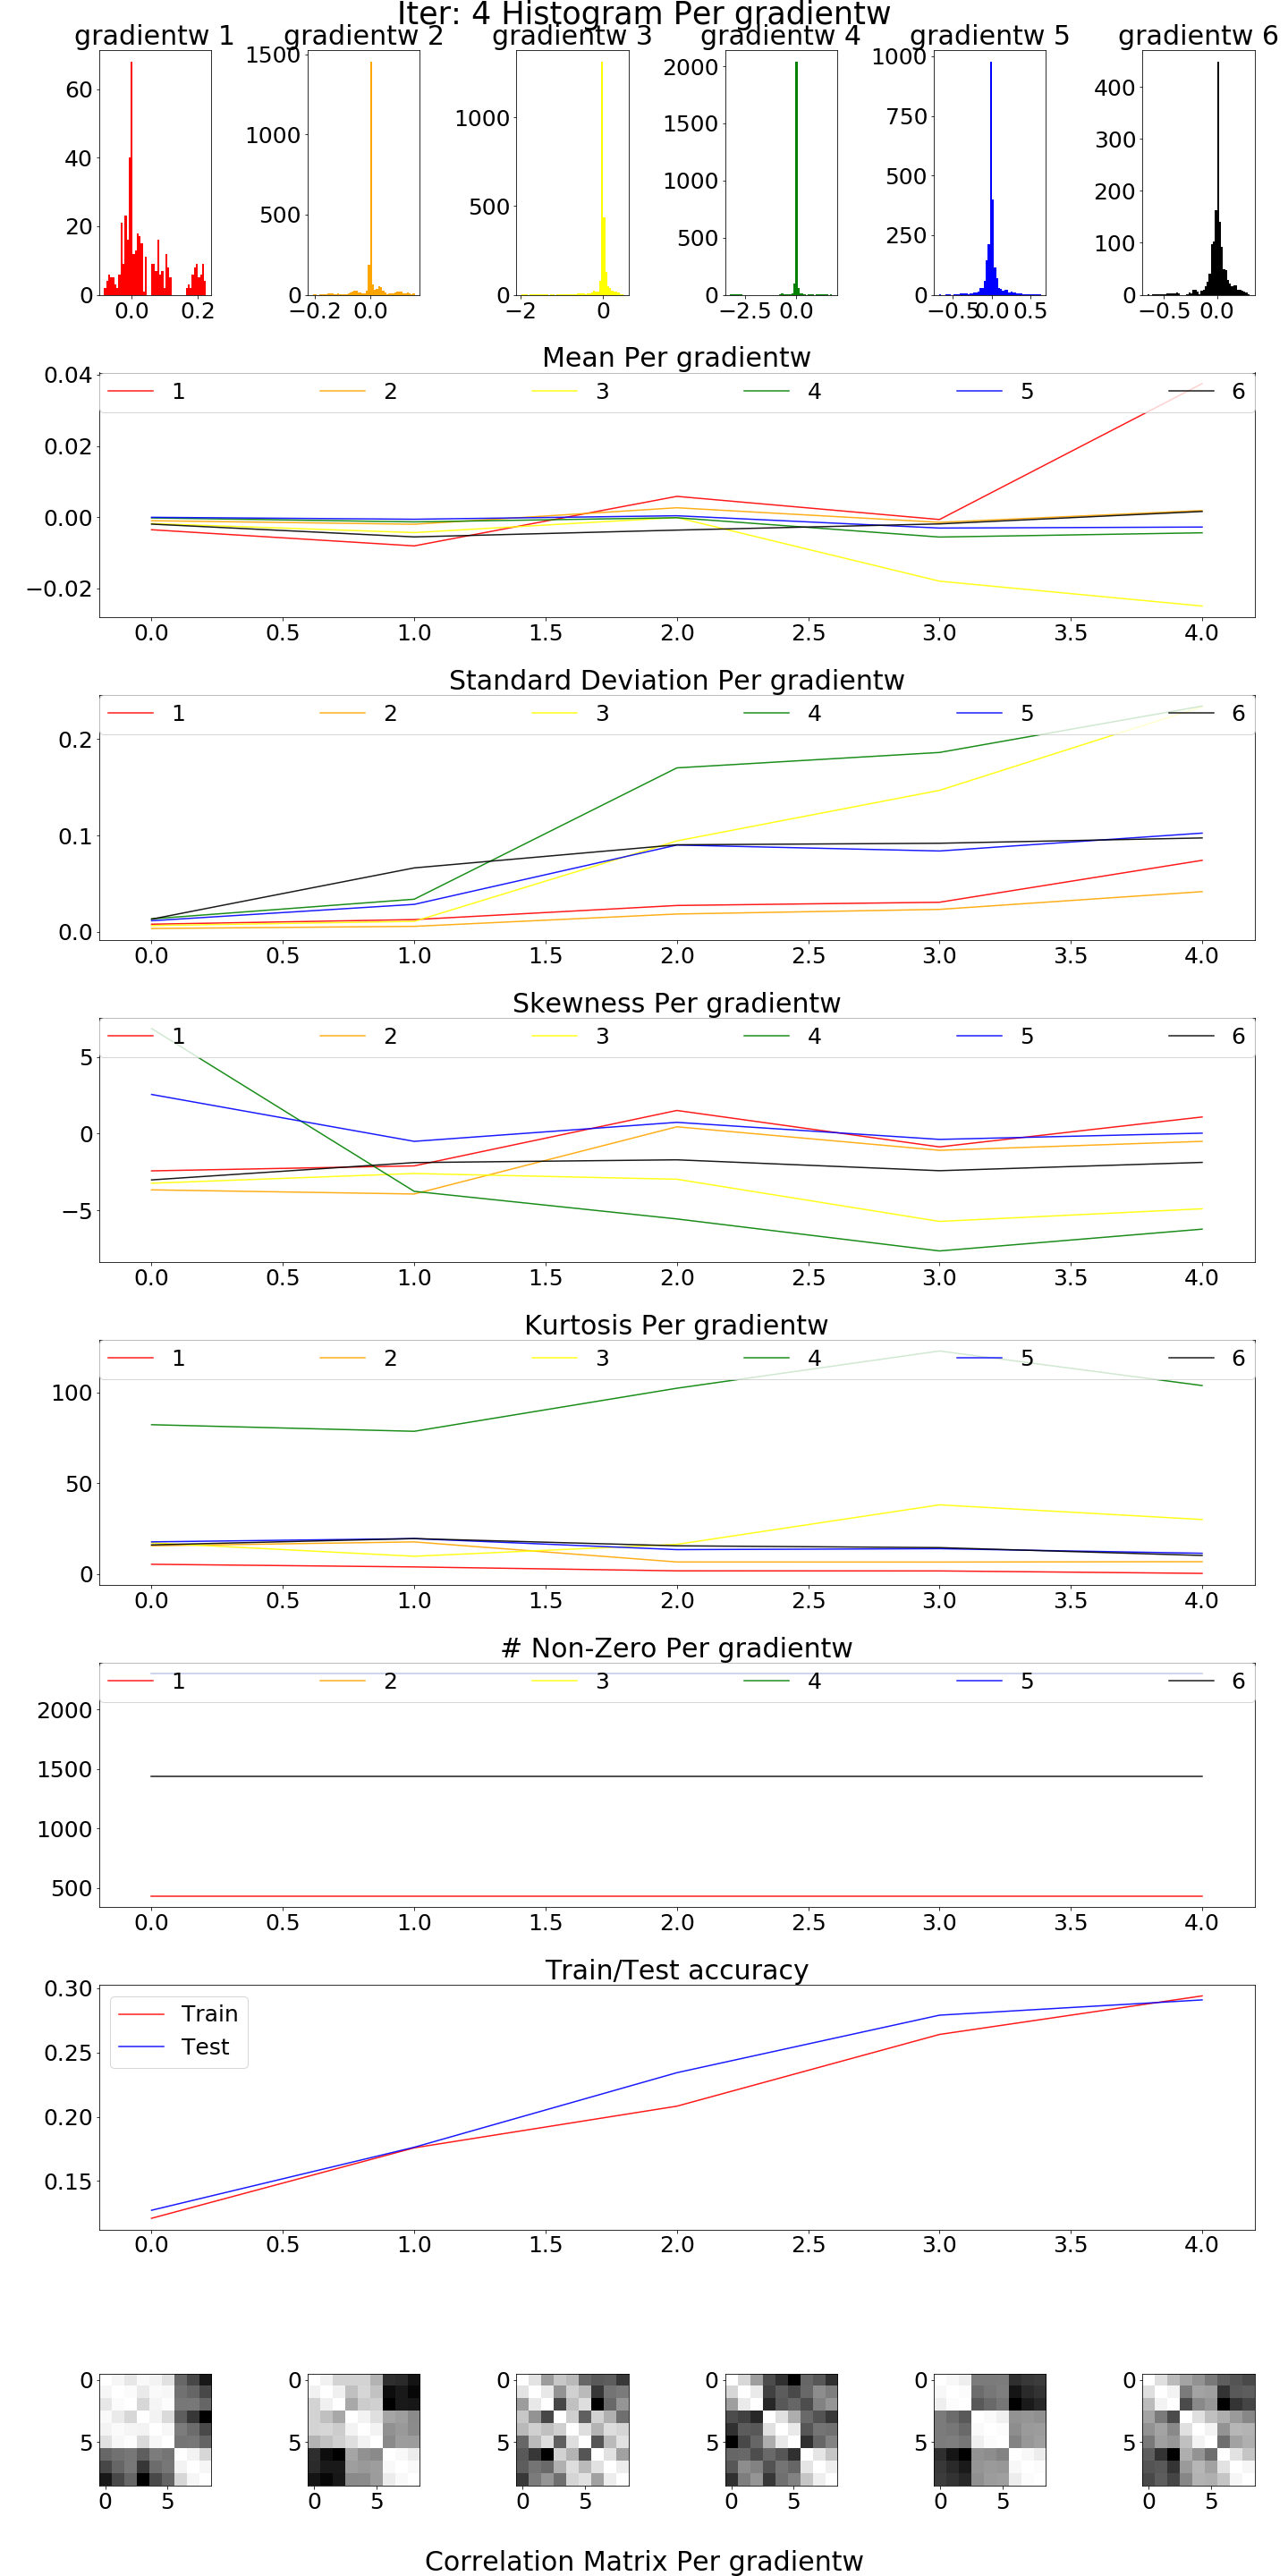 Iter: 4 Histogram Per gradientw
gradientw 1 gradientw 2 gradientw 3 gradientw 4 gradientw 5 gradientw 6
60 40 20 0
0.0 0.2
1500 1000 500 0
−0.2 0.0
1000 500 0
−2 0
2000 1500 1000 500 0
−2.5 0.0
1000 750 500 250 0
−0.5 0.0 0.5
400 300 200 100 0
−0.5 0.0
Mean Per gradientw
1 2 3 4 5 6
0.04
0.02
0.00
−0.02
0.0 0.5 1.0 1.5 2.0 2.5 3.0 3.5 4.0
Standard Deviation Per gradientw
1 2 3 4 5 6
0.2
0.1
0.0
0.0 0.5 1.0 1.5 2.0 2.5 3.0 3.5 4.0
Skewness Per gradientw
1 2 3 4 5 6
5
0
−5
0.0 0.5 1.0 1.5 2.0 2.5 3.0 3.5 4.0
Kurtosis Per gradientw
1 2 3 4 5 6
100
50
0
0.0 0.5 1.0 1.5 2.0 2.5 3.0 3.5 4.0
# Non-Zero Per gradientw
1 2 3 4 5 6
2000
1500
1000
500
0.0 0.5 1.0 1.5 2.0 2.5 3.0 3.5 4.0
Train/Test accuracy
Train
Test
0.30
0.25
0.20
0.15
0.0 0.5 1.0 1.5 2.0 2.5 3.0 3.5 4.0
0 0 0 0 0 0
5 5 5 5 5 5
0 5 0 5 0 5 0 5 0 5 0 5
Correlation Matrix Per gradientw